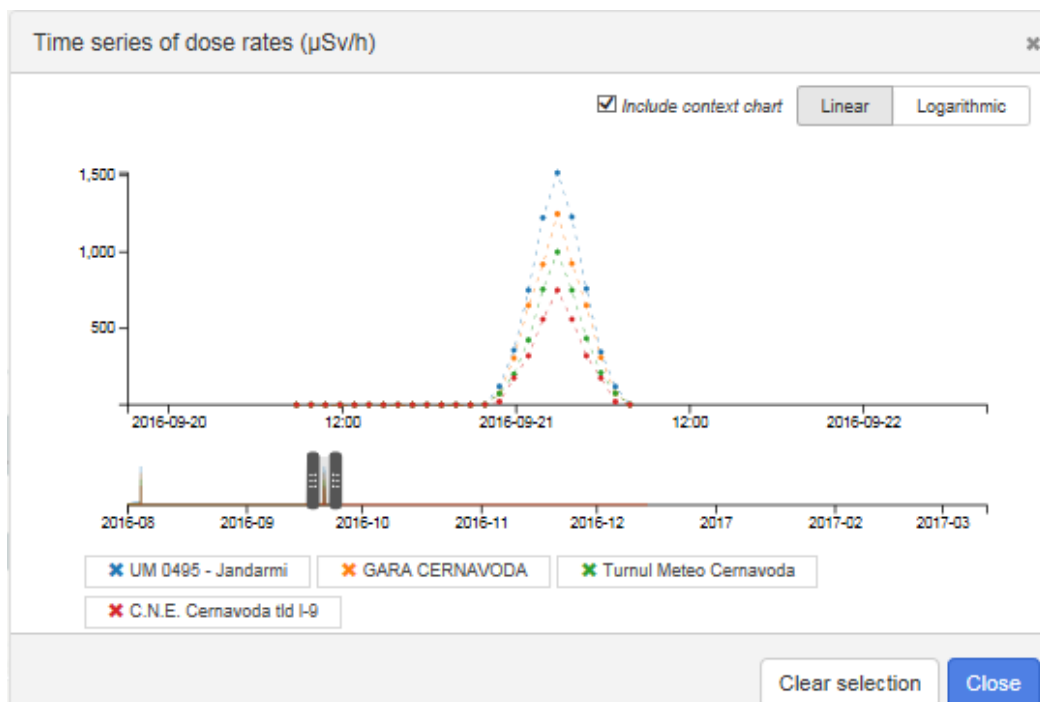 Time series of dose rates (µSv/h)
Include context chart Linear Logarithmic
1,500
1,000
500
2016-09-20 12:00 2016-09-21 12:00 2016-09-22
2016-08 2016-09 2016-10 2016-11 2016-12 2017 2017-02 2017-03
UM 0495 - Jandarmi GARA CERNAVODA Turnul Meteo Cernavoda
C.N.E. Cernavoda tld I-9
Clear selection Close